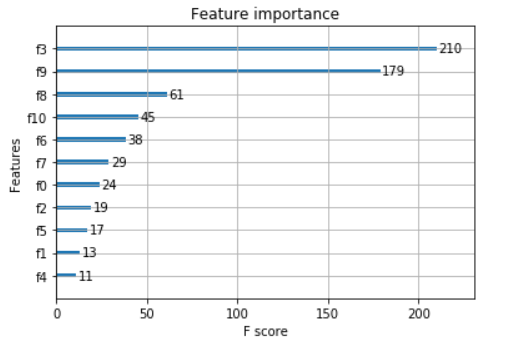 Feature importance
Features
f3 210
f9 179
f8 61
f10 45
f6 38
f7 29
f0 24
f2 19
f5 17
f1 13
f4 11
0 50 100 150 200
F score